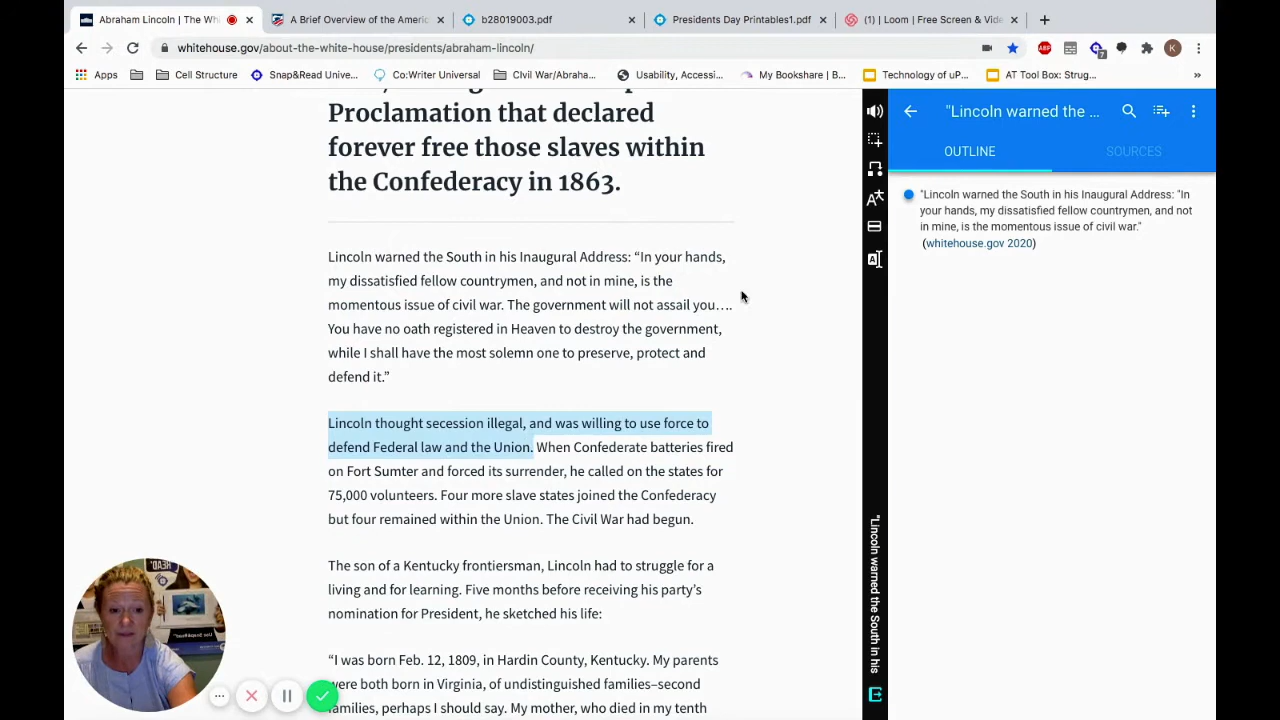 Abraham Lincoln | The Wh
A Brief Overview of the Americ
b28019003.pdf
Presidents Day Printables1.pdf
(1) | Loom | Free Screen & Vide
whitehouse.gov/about-the-white-house/presidents/abraham-lincoln/
ABP
7
K
Apps
Cell Structure
Snap&Read Unive...
Co:Writer Universal
Civil War/Abraha...
Usability, Accessi...
My Bookshare | B...
Technology of uP...
AT Tool Box: Strug...
»
Proclamation that declared
forever free those slaves within
the Confederacy in 1863.
Lincoln warned the South in his Inaugural Address: “In your hands,
my dissatisfied fellow countrymen, and not in mine, is the
momentous issue of civil war. The government will not assail you….
You have no oath registered in Heaven to destroy the government,
while I shall have the most solemn one to preserve, protect and
defend it.”
Lincoln thought secession illegal, and was willing to use force to
defend Federal law and the Union. When Confederate batteries fired
on Fort Sumter and forced its surrender, he called on the states for
75,000 volunteers. Four more slave states joined the Confederacy
but four remained within the Union. The Civil War had begun.
The son of a Kentucky frontiersman, Lincoln had to struggle for a
living and for learning. Five months before receiving his party’s
nomination for President, he sketched his life:
“I was born Feb. 12, 1809, in Hardin County, Kentucky. My parents
were both born in Virginia, of undistinguished families–second
families, perhaps I should say. My mother, who died in my tenth
"Lincoln warned the South in his
"Lincoln warned the ...
OUTLINE
SOURCES
"Lincoln warned the South in his Inaugural Address: "In
your hands, my dissatisfied fellow countrymen, and not
in mine, is the momentous issue of civil war."
(whitehouse.gov 2020)